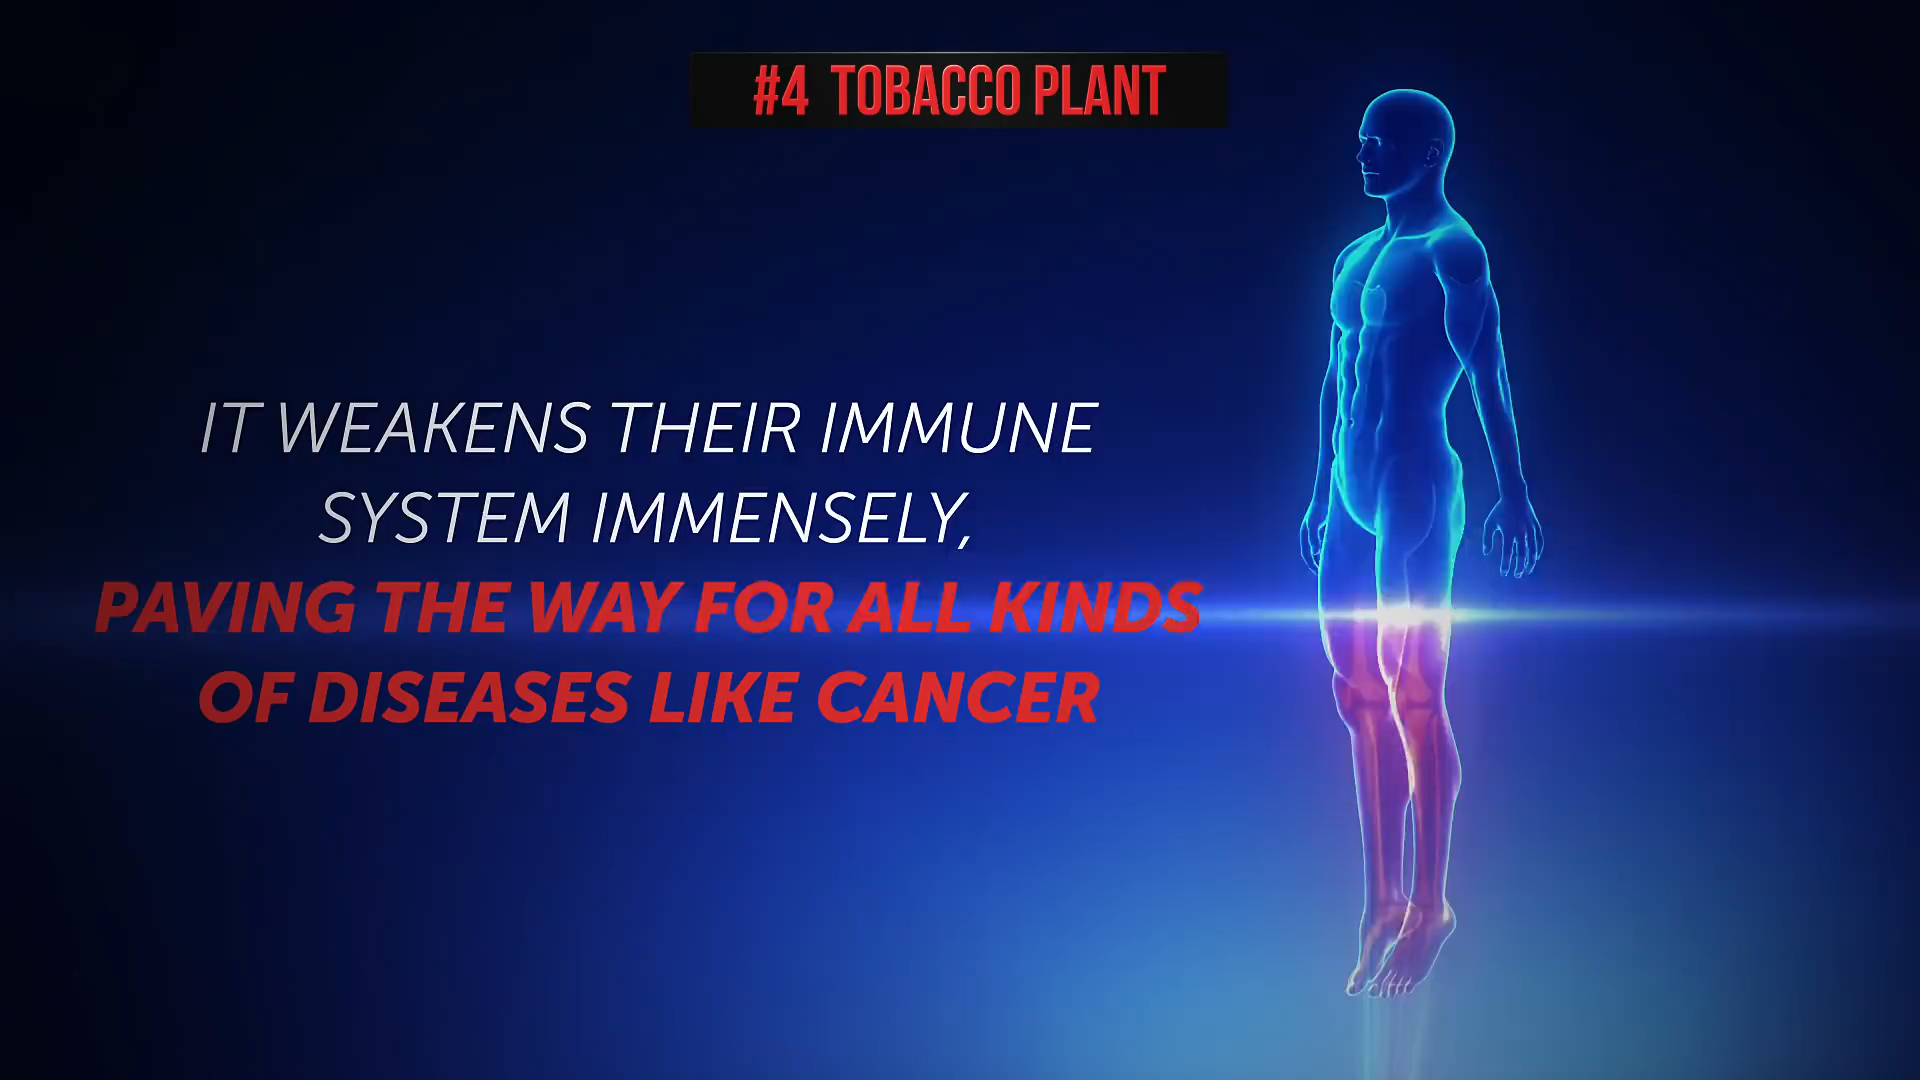 #4 TOBACCO PLANT
IT WEAKENS THEIR IMMUNE
SYSTEM IMMENSELY,
PAVING THE WAY FOR ALL KINDS
OF DISEASES LIKE CANCER